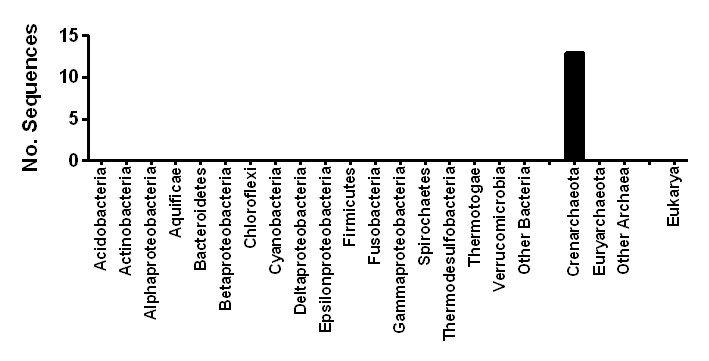 No. Sequences
15
10
5
0
Acidobacteria
Actinobacteria
Alphaproteobacteria
Aquificae
Bacteroidetes
Betaproteobacteria
Chloroflexi
Cyanobacteria
Deltaproteobacteria
Epsilonproteobacteria
Firmicutes
Fusobacteria
Gammaproteobacteria
Spirochaetes
Thermodesulfobacteria
Thermotogae
Verrucomicrobia
Other Bacteria
Crenarchaeota
Euryarchaeota
Other Archaea
Eukarya